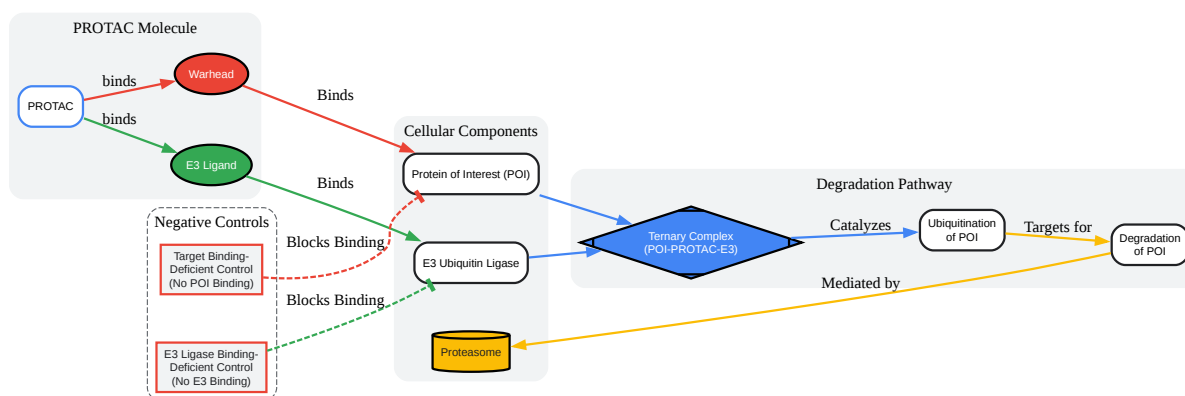 PROTAC Molecule
PROTAC
binds
binds
Warhead
E3 Ligand
Binds
Binds
Negative Controls
Target Binding-
Deficient Control
(No POI Binding)
E3 Ligase Binding-
Deficient Control
(No E3 Binding)
Blocks Binding
Blocks Binding
Cellular Components
Protein of Interest (POI)
E3 Ubiquitin Ligase
Proteasome
Degradation Pathway
Ternary Complex
(POI-PROTAC-E3)
Catalyzes
Ubiquitination
of POI
Targets for
Degradation
of POI
Mediated by